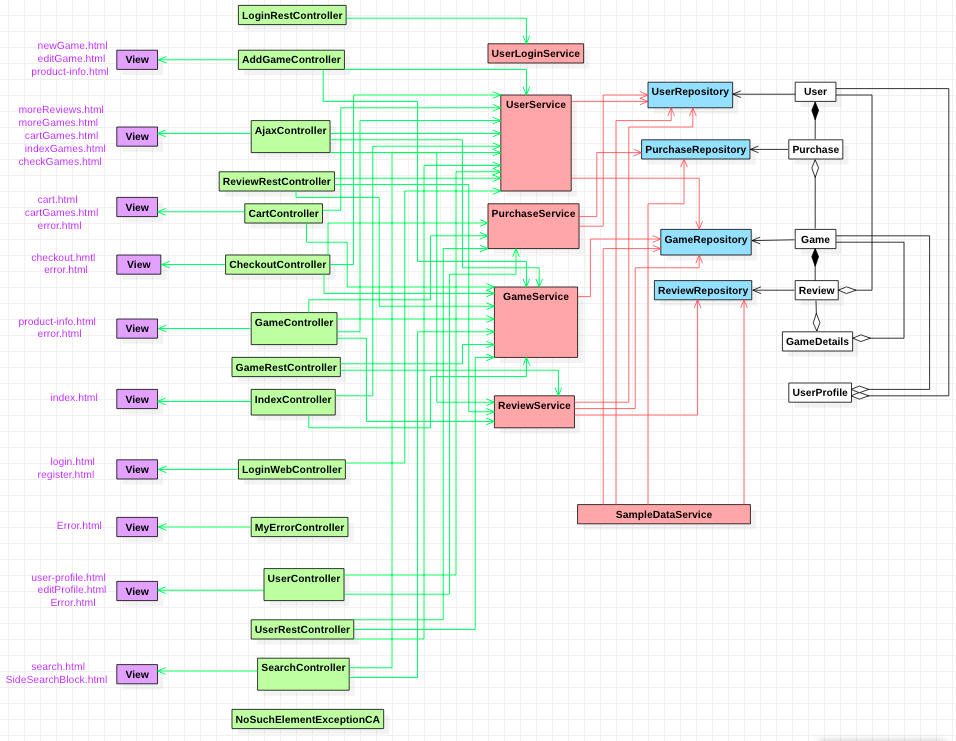 LoginRestController
newGame.html
editGame.html
product-info.html
View
AddGameController
UserLoginService
moreReviews.html
moreGames.html
cartGames.html
indexGames.html
checkGames.html
View
AjaxController
UserService
UserRepository
User
PurchaseRepository
Purchase
ReviewRestController
cart.html
cartGames.html
error.html
View
CartController
PurchaseService
GameRepository
Game
checkout.hmtl
error.html
View
CheckoutController
GameService
ReviewRepository
Review
product-info.html
error.html
View
GameController
GameDetails
GameRestController
UserProfile
index.html
View
IndexController
ReviewService
login.html
register.html
View
LoginWebController
SampleDataService
Error.html
View
MyErrorController
user-profile.html
editProfile.html
Error.html
View
UserController
UserRestController
search.html
SideSearchBlock.html
View
SearchController
NoSuchElementExceptionCA